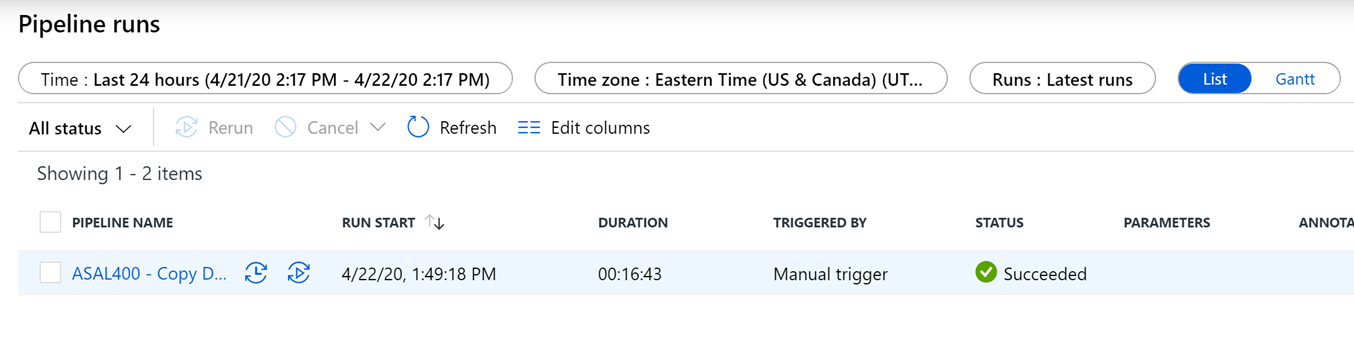 Pipeline runs
Time : Last 24 hours (4/21/20 2:17 PM - 4/22/20 2:17 PM) Time zone : Eastern Time (US & Canada) (UT... Runs : Latest runs List Gantt
All status Rerun Cancel Refresh Edit columns
Showing 1 - 2 items
PIPELINE NAME RUN START DURATION TRIGGERED BY STATUS PARAMETERS ANNOTA
ASAL400 - Copy D... 4/22/20, 1:49:18 PM 00:16:43 Manual trigger Succeeded